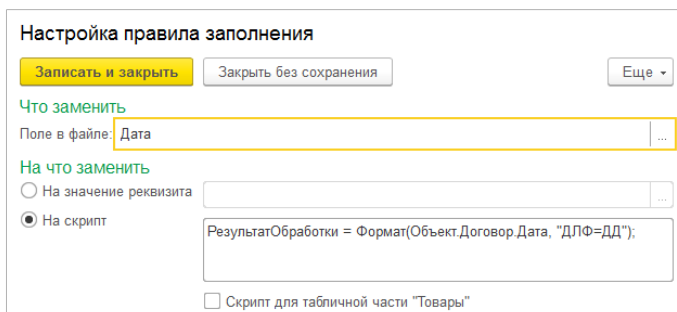 Настройка правила заполнения
Записать и закрыть Закрыть без сохранения Еще
Что заменить
Поле в файле: Дата ...
На что заменить
На значение реквизита ...
На скрипт
РезультатОбработки = Формат(Объект.Договор.Дата, "ДЛФ=ДД");
Скрипт для табличной части "Товары"